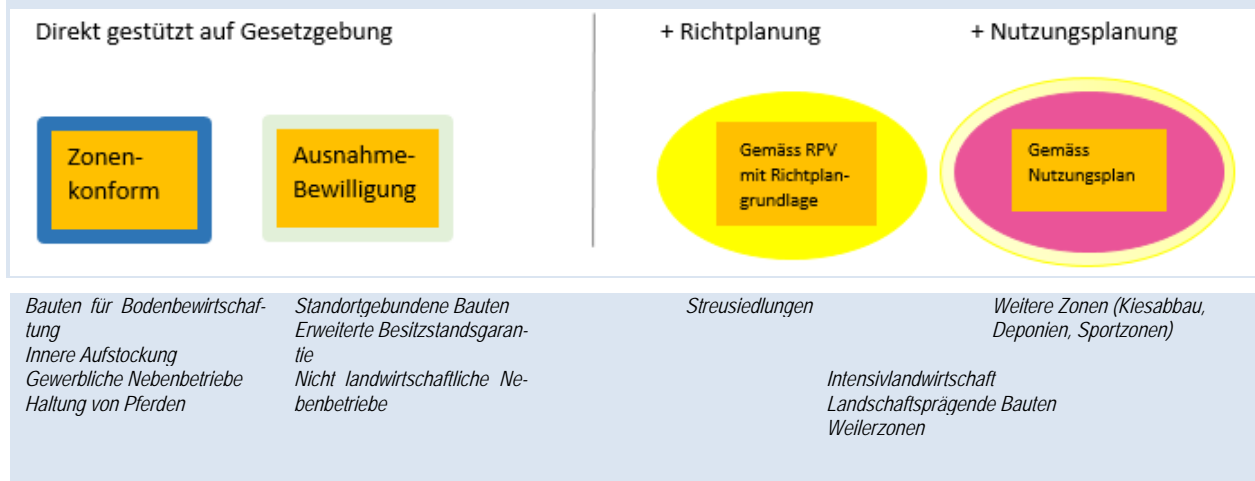 Direkt gestützt auf Gesetzgebung
+ Richtplanung
+ Nutzungsplanung
Zonen-
konform
Ausnahme-
Bewilligung
Gemäss RPV
mit Richtplan-
grundlage
Gemäss
Nutzungsplan
Bauten für Bodenbewirtschaf-
tung
Innere Aufstockung
Gewerbliche Nebenbetriebe
Haltung von Pferden
Standortgebundene Bauten
Erweiterte Besitzstandsgaran-
tie
Nicht landwirtschaftliche Ne-
benbetriebe
Streusiedlungen
Weitere Zonen (Kiesabbau,
Deponien, Sportzonen)
Intensivlandwirtschaft
Landschaftsprägende Bauten
Weilerzonen